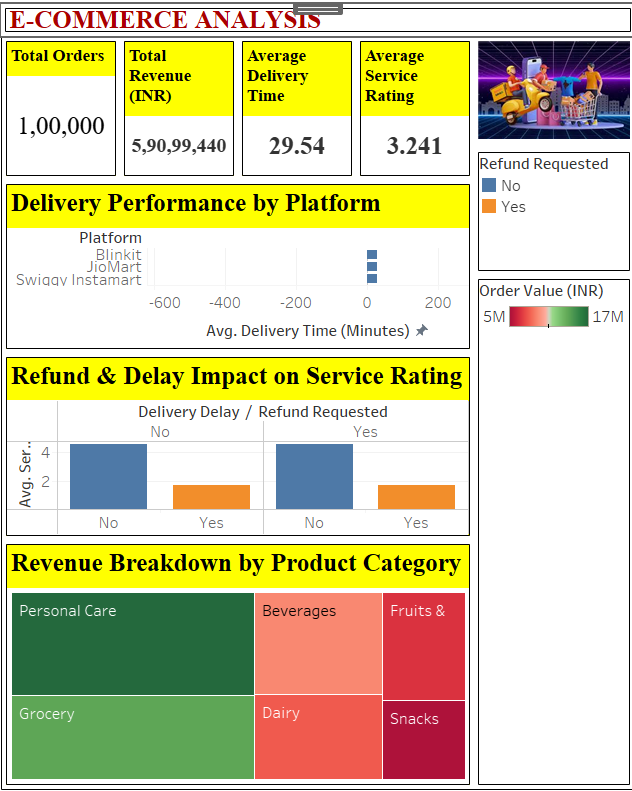 E-COMMERCE ANALYSIS
Total Orders
1,00,000
Total
Revenue
(INR)
5,90,99,440
Average
Delivery
Time
29.54
Average
Service
Rating
3.241
Refund Requested
No
Yes
Order Value (INR)
5M 17M
Delivery Performance by Platform
Platform
Blinkit
JioMart
Swiggy Instamart
-600 -400 -200 0 200
Avg. Delivery Time (Minutes)
Refund & Delay Impact on Service Rating
Delivery Delay / Refund Requested
No Yes
Avg. Ser..
4
2
No Yes No Yes
Revenue Breakdown by Product Category
Personal Care
Beverages
Fruits &
Grocery
Dairy
Snacks